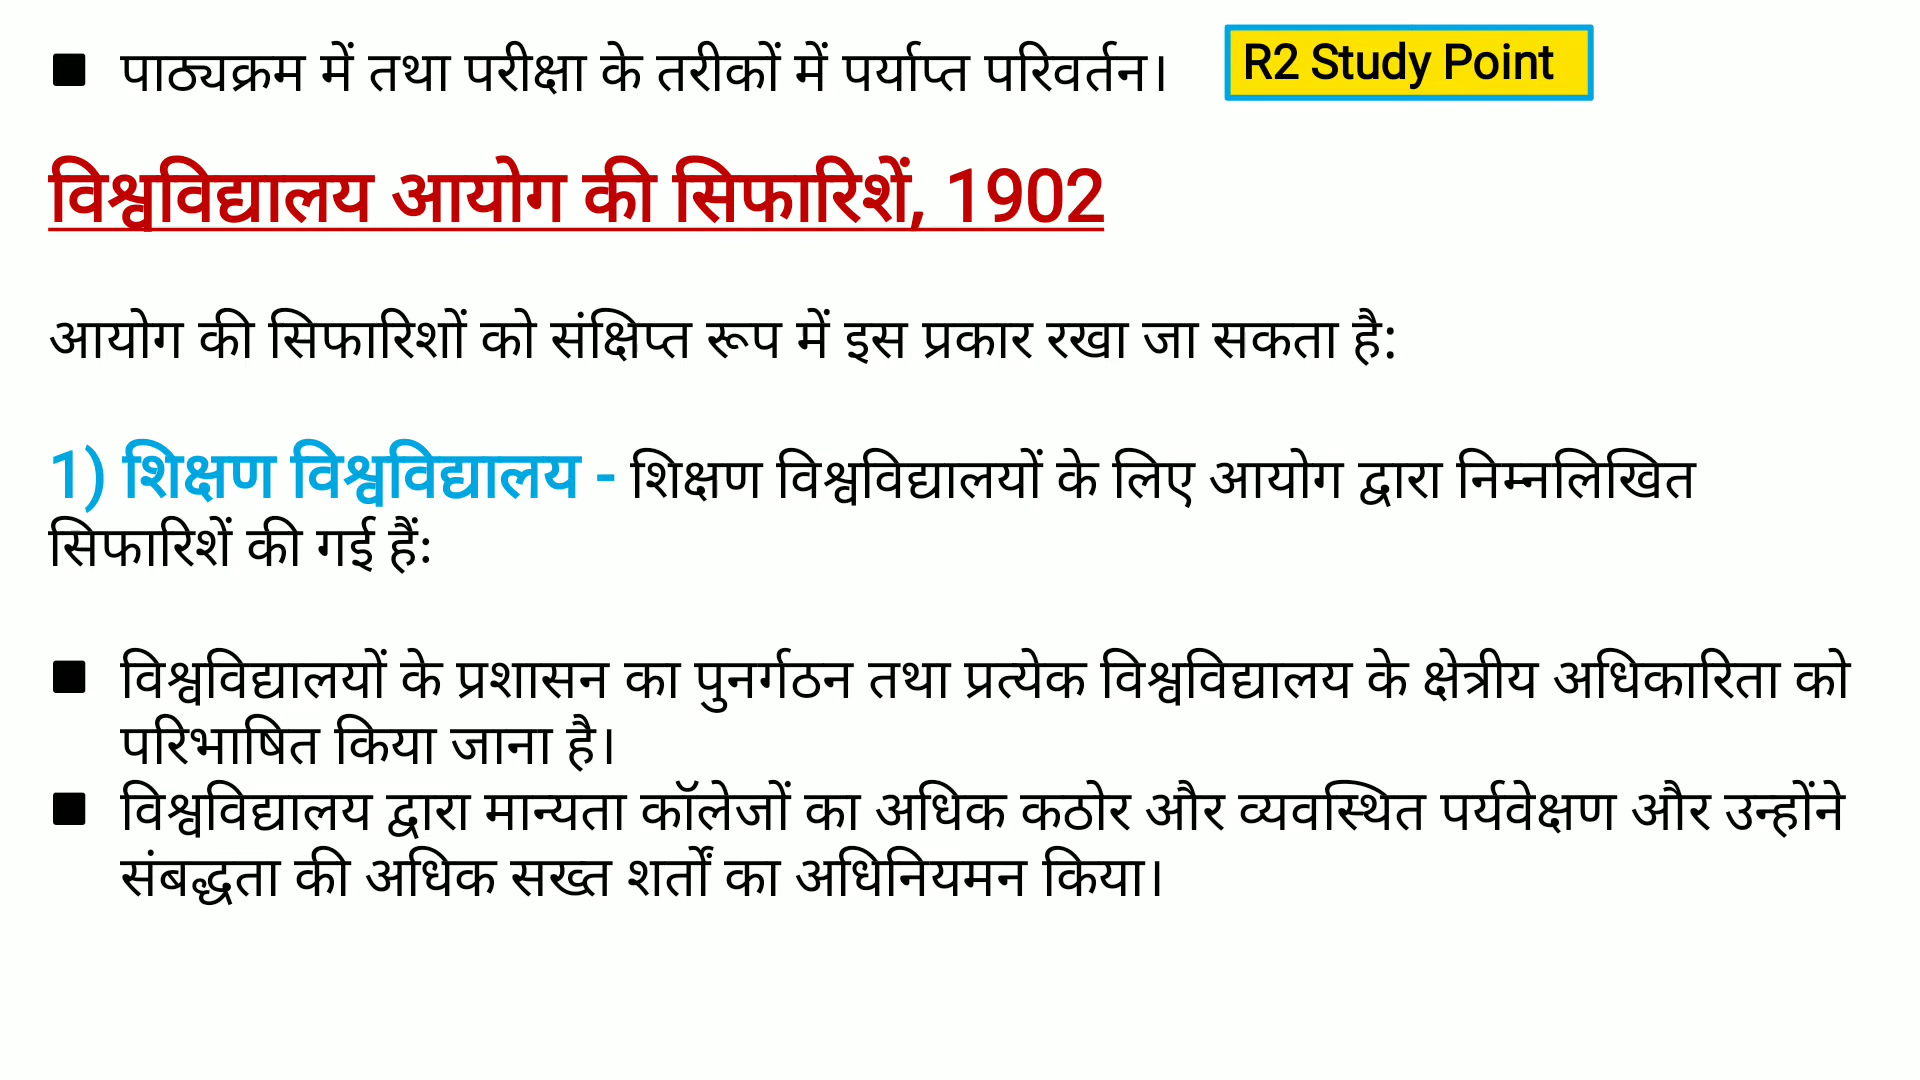 ■ पाठ्यक्रम में तथा परीक्षा के तरीकों में पर्याप्त परिवर्तन।
R2 Study Point
विश्वविद्यालय आयोग की सिफारिशें, 1902
आयोग की सिफारिशों को संक्षिप्त रूप में इस प्रकार रखा जा सकता है:
1) शिक्षण विश्वविद्यालय - शिक्षण विश्वविद्यालयों के लिए आयोग द्वारा निम्नलिखित
सिफारिशें की गई हैंः
■ विश्वविद्यालयों के प्रशासन का पुनर्गठन तथा प्रत्येक विश्वविद्यालय के क्षेत्रीय अधिकारिता को
परिभाषित किया जाना है।
■ विश्वविद्यालय द्वारा मान्यता कॉलेजों का अधिक कठोर और व्यवस्थित पर्यवेक्षण और उन्होंने
संबद्धता की अधिक सख्त शर्तों का अधिनियमन किया।